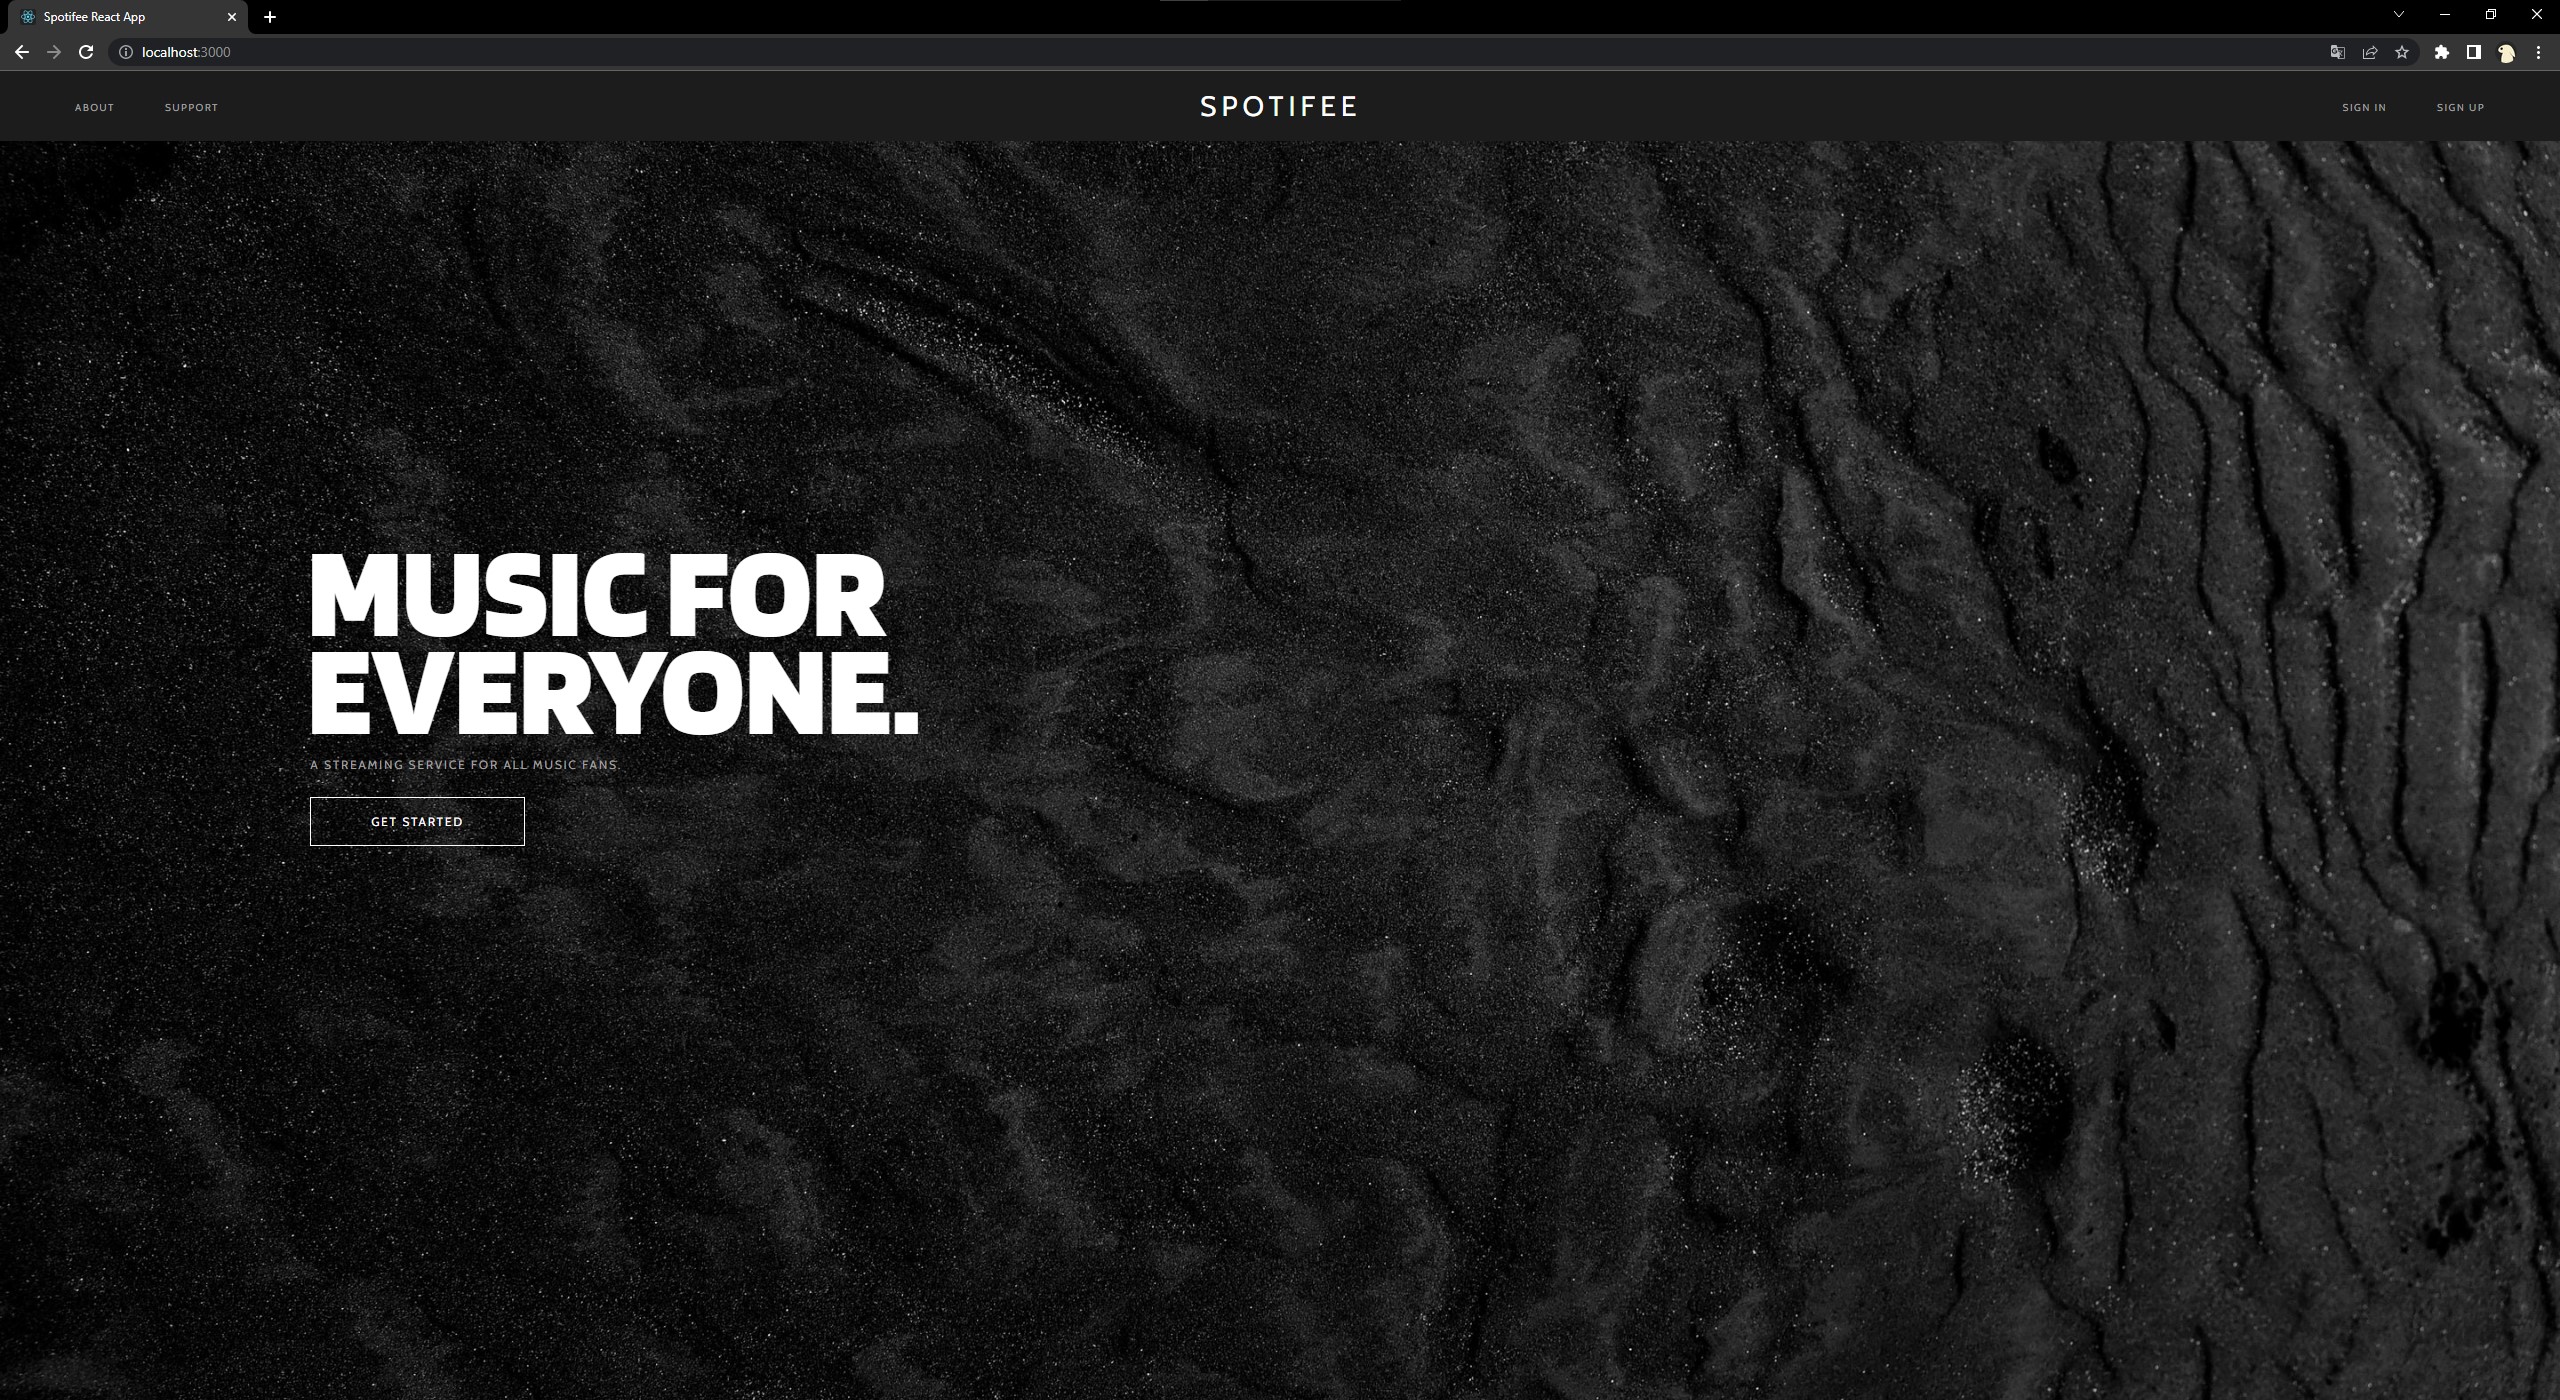 Spotifee React App
localhost:3000
ABOUT SUPPORT SPOTIFEE SIGN IN SIGN UP
MUSIC FOR
EVERYONE.
A STREAMING SERVICE FOR ALL MUSIC FANS.
GET STARTED